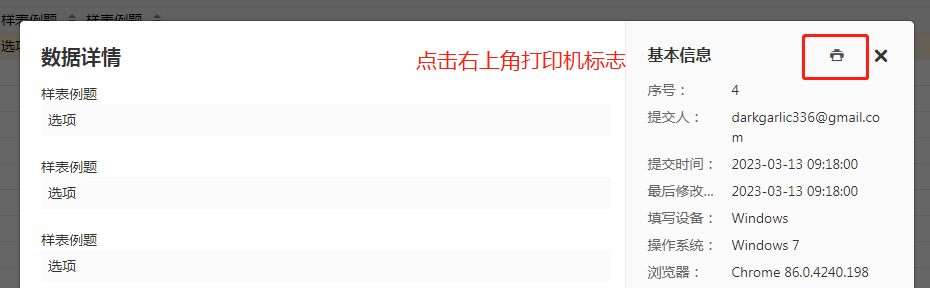 样表例题 样表例题
选项
数据详情
点击右上角打印机标志
样表例题
选项
样表例题
选项
样表例题
选项
基本信息
序号： 4
提交人： darkgarlic336@gmail.co
m
提交时间： 2023-03-13 09:18:00
最后修改... 2023-03-13 09:18:00
填写设备： Windows
操作系统： Windows 7
浏览器： Chrome 86.0.4240.198